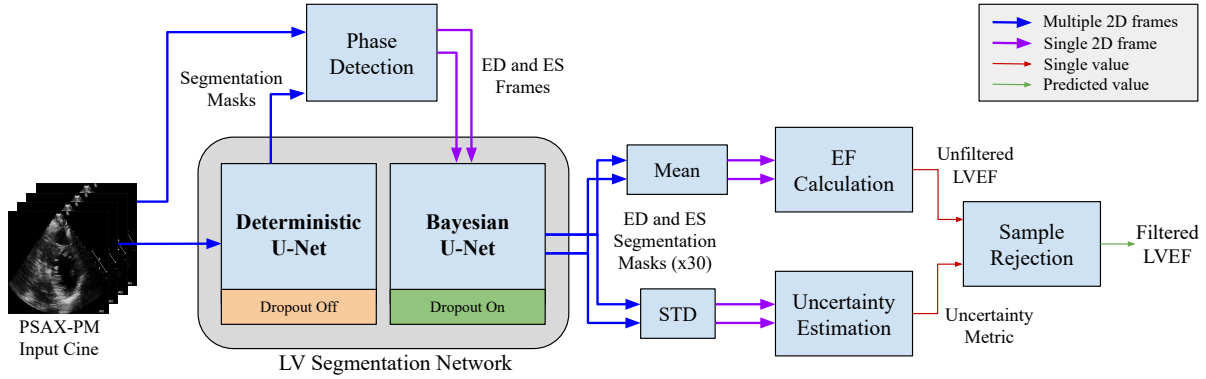 Phase
Detection
Segmentation
Masks
ED and ES
Frames
Multiple 2D frames
Single 2D frame
Single value
Predicted value
Deterministic
U-Net
Dropout Off
Bayesian
U-Net
Dropout On
LV Segmentation Network
PSAX-PM
Input Cine
Mean
ED and ES
Segmentation
Masks (x30)
STD
EF
Calculation
Uncertainty
Estimation
Unfiltered
LVEF
Uncertainty
Metric
Sample
Rejection
Filtered
LVEF